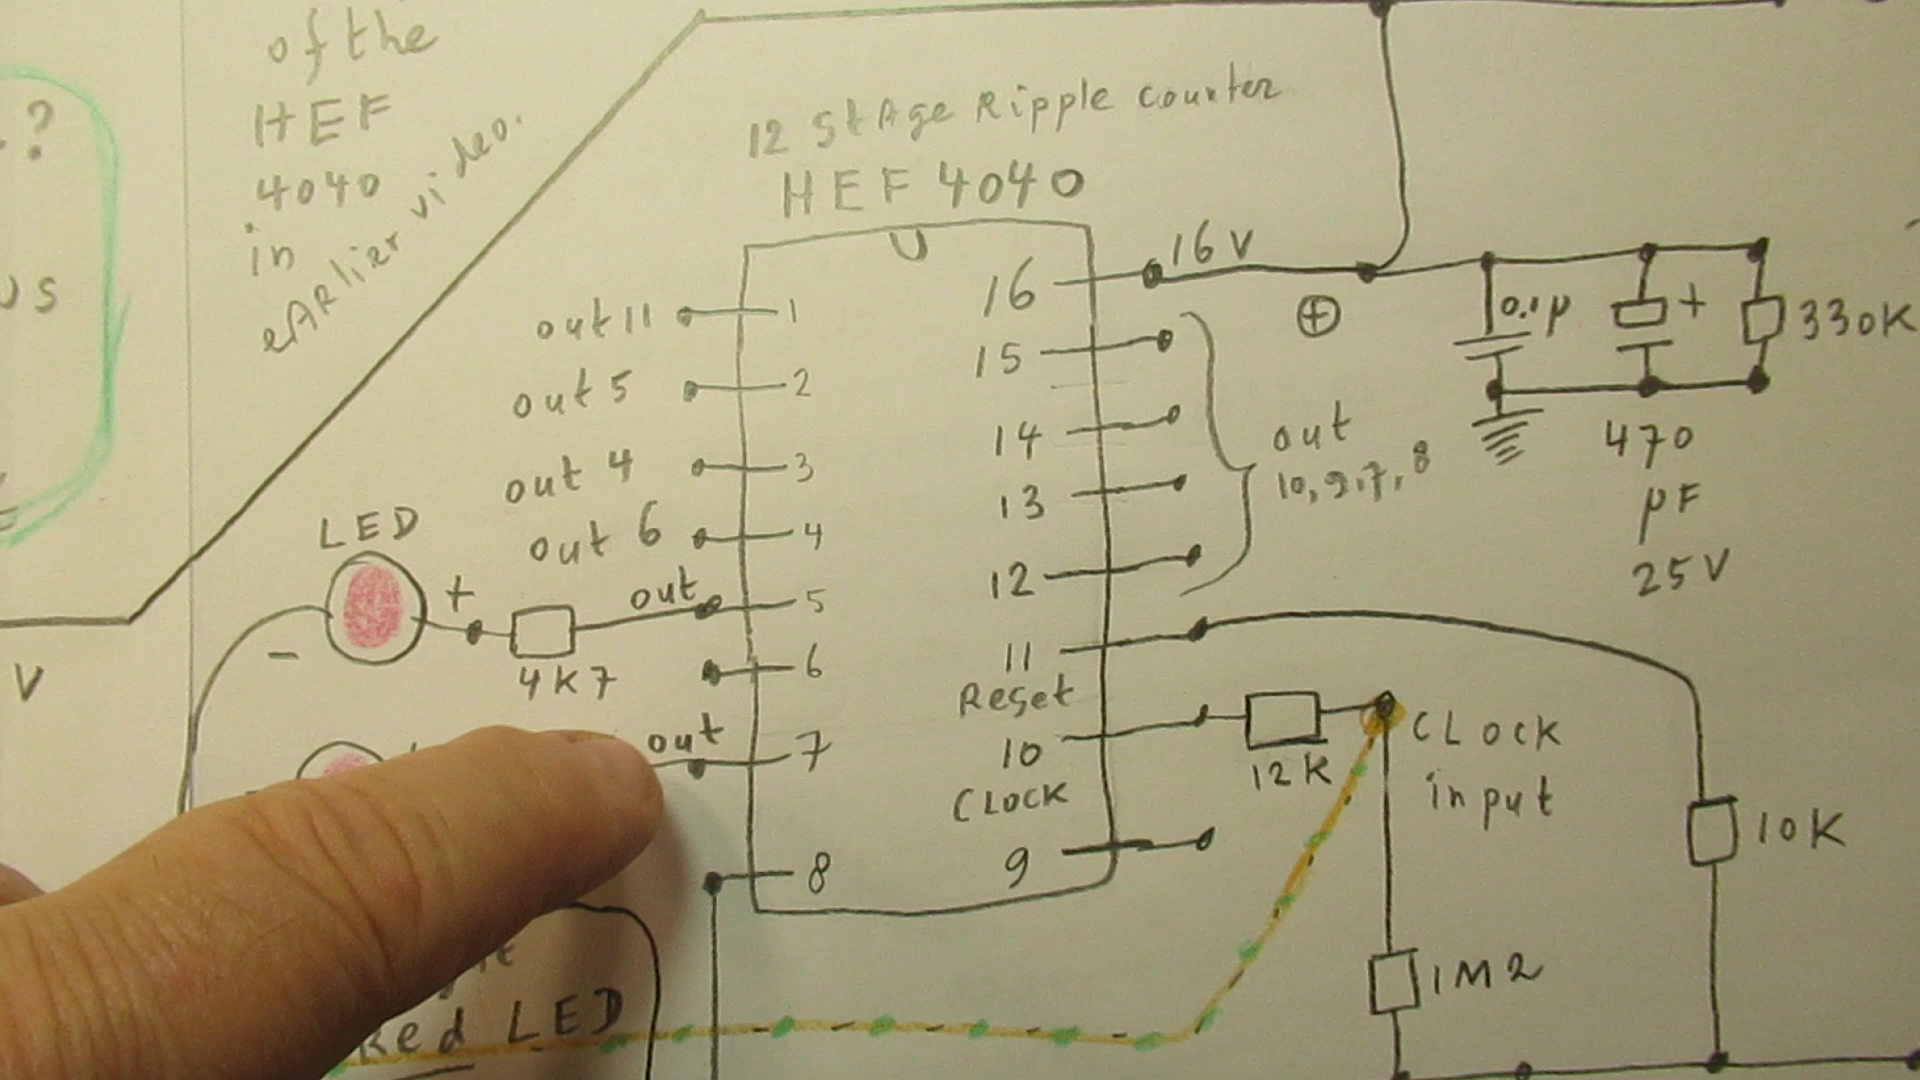 of the
HEF
4040
in
eARlier video.
?
US
V
12 StAge Ripple counter
HEF 4040
out 11
out 5
out 4
out 6
out
out
1
2
3
4
5
6
7
8
16
15
14
13
12
11
Reset
10
CLOCK
9
LED
+
-
4K7
16V
+
0.1µ
+
330K
470
µF
25V
out
10, 9, 7, 8
12K
CLOCK
input
10K
1M2
Red LED